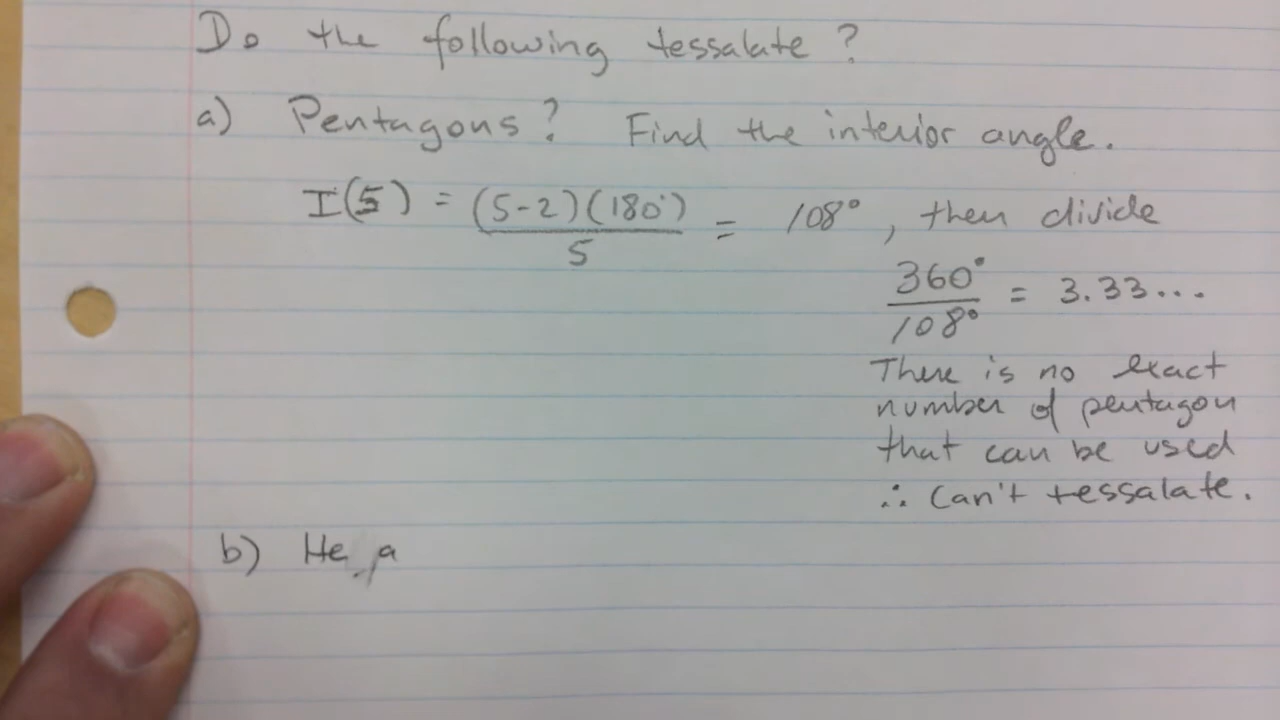 Do the following tessalate?
a) Pentagons? Find the interior angle.
I(5) = (5-2)(180°)/5 = 108°, then divide
360°/108° = 3.33...
There is no exact
number of pentagon
that can be used
∴ Can't tessalate.
b) He